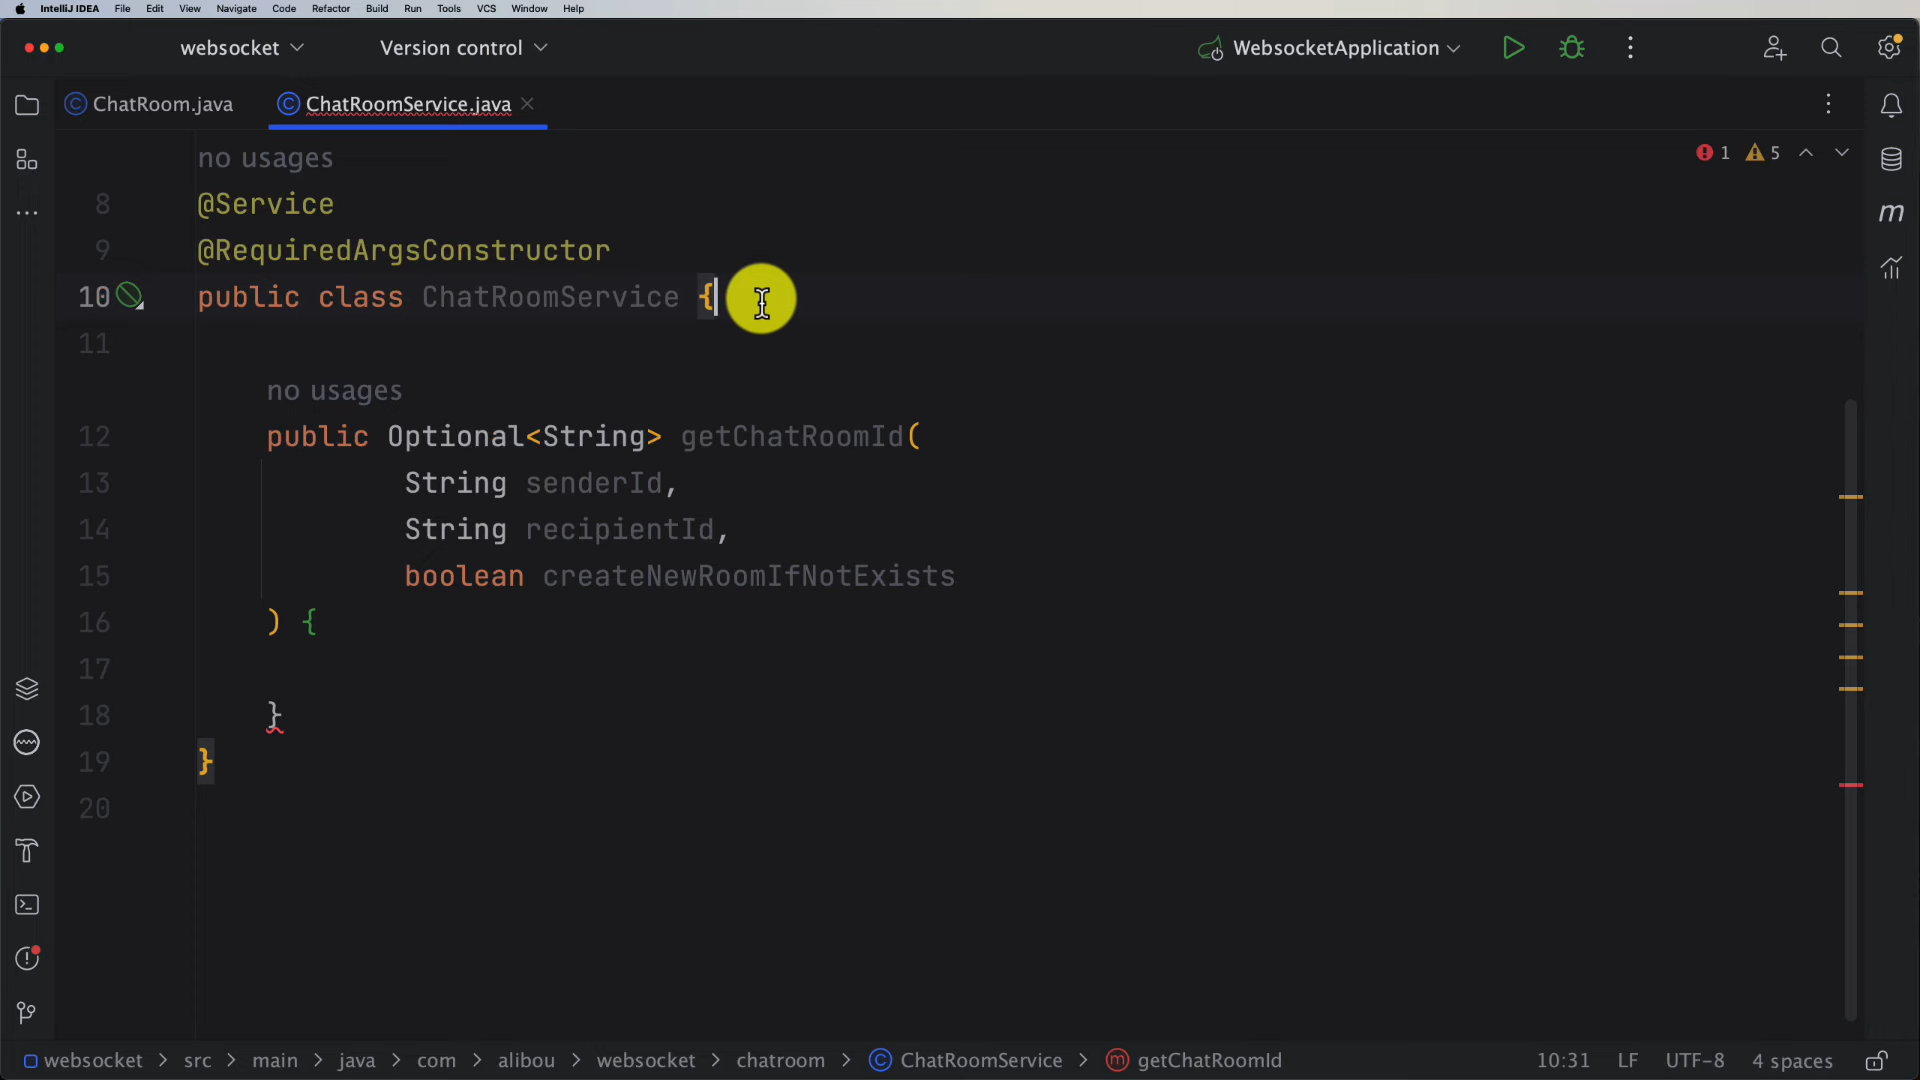 IntelliJ IDEA File Edit View Navigate Code Refactor Build Run Tools VCS Window Help
websocket Version control WebsocketApplication
ChatRoom.java ChatRoomService.java
1 5
no usages
8 @Service
9 @RequiredArgsConstructor
10 public class ChatRoomService {
11
no usages
12 public Optional<String> getChatRoomId(
13 String senderId,
14 String recipientId,
15 boolean createNewRoomIfNotExists
16 ) {
17
18 }
19 }
20
websocket > src > main > java > com > alibou > websocket > chatroom > ChatRoomService > getChatRoomId 10:31 LF UTF-8 4 spaces